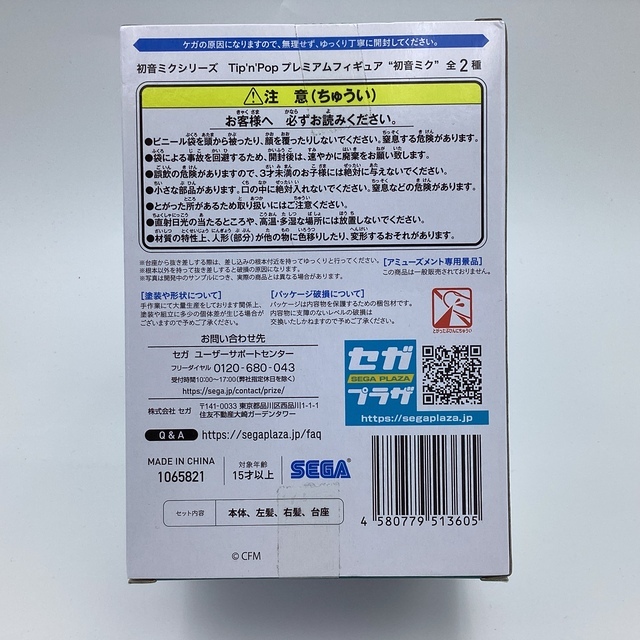 ケガの原因になりますので、無理せず、ゆっくり丁寧に開封してください。
初音ミクシリーズ Tip'n'Pop プレミアムフィギュア “初音ミク” 全2種
⚠注 意(ちゅうい)
お客様へ 必ずお読みください。
●ビニール袋を頭から被ったり、顔を覆ったりしないでください。窒息する危険があります。
●袋による事故を回避するため、開封後は、速やかに廃棄をお願い致します。
●誤飲の危険がありますので、3才未満のお子様には絶対に与えないでください。
●小さな部品があります。口の中に絶対入れないでください。窒息などの危険があります。
●とがった所があるため取り扱いにはご注意ください。
●直射日光の当たるところや、高温・多湿な場所には放置しないでください。
●材質の特性上、人形(部分)が他の物に色移りしたり、変形するおそれがあります。
※台座から抜き差しする際は、差し込みの根本付近を持ってゆっくりと行ってください。
※根本以外を持って抜き差しすると破損の原因になります。
※写真は開発中のサンプルにつき、実際の商品とは異なる場合があります。
[アミューズメント専用景品]
この商品は一般販売されておりません。
[塗装や形状について]
手作業にて大量生産をしております関係上、
塗装や組立に多少の個体差が生じる場合が
ございますので予めご了承ください。
[パッケージ破損について]
パッケージは内容物を保護するための梱包材です。
内容物に支障のないレベルの破損は
交換いたしかねますので予めご了承ください。
とがったぶひんにちゅうい
お問い合わせ先
セガ ユーザーサポートセンター
フリーダイヤル 0120-680-043
受付時間10:00~17:00(弊社指定休日を除く)
https://sega.jp/contact/prize/
株式会社 セガ 〒141-0033 東京都品川区西品川1-1-1
住友不動産大崎ガーデンタワー
Q & A https://segaplaza.jp/faq
セガ
SEGA PLAZA
プラザ
https://segaplaza.jp
MADE IN CHINA
1065821
対象年齢
15才以上
SEGA
セット内容 本体、左髪、右髪、台座
4 580779 513605
© CFM